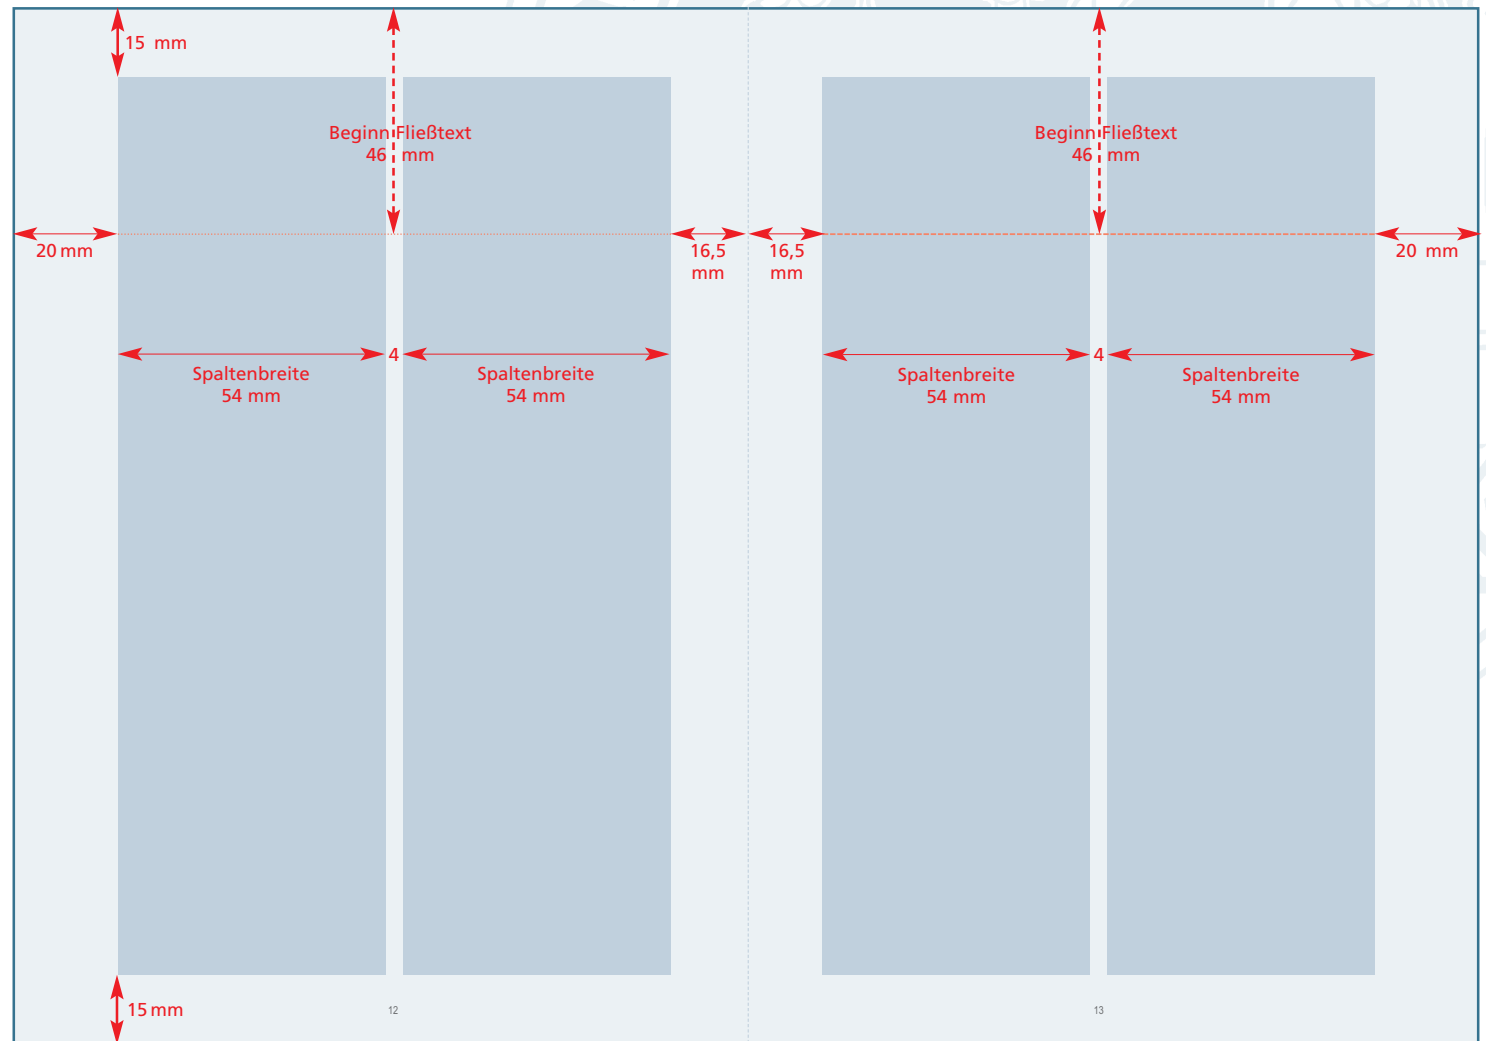 15 mm
Beginn Fließtext
46 mm
Beginn Fließtext
46 mm
20 mm
16,5
mm
16,5
mm
20 mm
4
4
Spaltenbreite
54 mm
Spaltenbreite
54 mm
Spaltenbreite
54 mm
Spaltenbreite
54 mm
15 mm
12
13